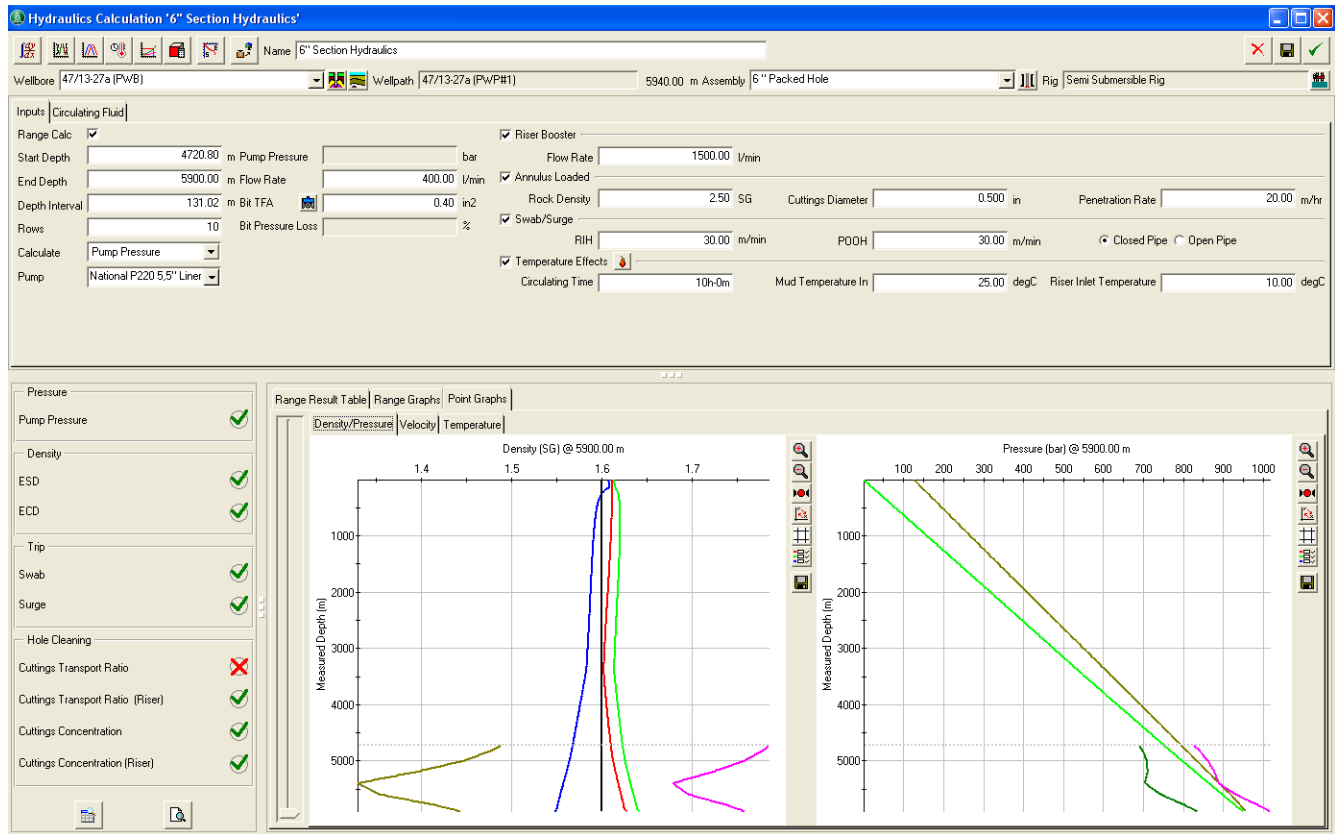 Hydraulics Calculation '6" Section Hydraulics'
Name 6" Section Hydraulics
Wellbore 47/13-27a (PWB) Wellpath 47/13-27a (PWP#1) 5940.00 m Assembly 6 " Packed Hole Rig Semi Submersible Rig
Inputs Circulating Fluid
Range Calc
Start Depth 4720.80 m Pump Pressure bar
End Depth 5900.00 m Flow Rate 400.00 l/min
Depth Interval 131.02 m Bit TFA 0.40 in2
Rows 10 Bit Pressure Loss %
Calculate Pump Pressure
Pump National P220 5,5" Liner
Riser Booster
Flow Rate 1500.00 l/min
Annulus Loaded
Rock Density 2.50 SG Cuttings Diameter 0.500 in Penetration Rate 20.00 m/hr
Swab/Surge
RIH 30.00 m/min POOH 30.00 m/min Closed Pipe Open Pipe
Temperature Effects
Circulating Time 10h-0m Mud Temperature In 25.00 degC Riser Inlet Temperature 10.00 degC
Pressure
Pump Pressure
Density
ESD
ECD
Trip
Swab
Surge
Hole Cleaning
Cuttings Transport Ratio
Cuttings Transport Ratio (Riser)
Cuttings Concentration
Cuttings Concentration (Riser)
Range Result Table Range Graphs Point Graphs
Density/Pressure Velocity Temperature
Density (SG) @ 5900.00 m
1.4 1.5 1.6 1.7
Measured Depth (m)
1000
2000
3000
4000
5000
Pressure (bar) @ 5900.00 m
100 200 300 400 500 600 700 800 900 1000
Measured Depth (m)
1000
2000
3000
4000
5000